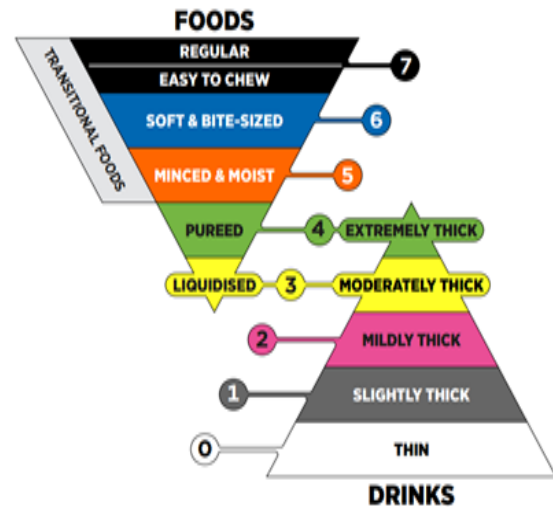 FOODS
REGULAR
7
EASY TO CHEW
TRANSITIONAL FOODS
SOFT & BITE-SIZED 6
MINCED & MOIST 5
PUREED 4 EXTREMELY THICK
LIQUIDISED 3 MODERATELY THICK
2 MILDLY THICK
1 SLIGHTLY THICK
0 THIN
DRINKS